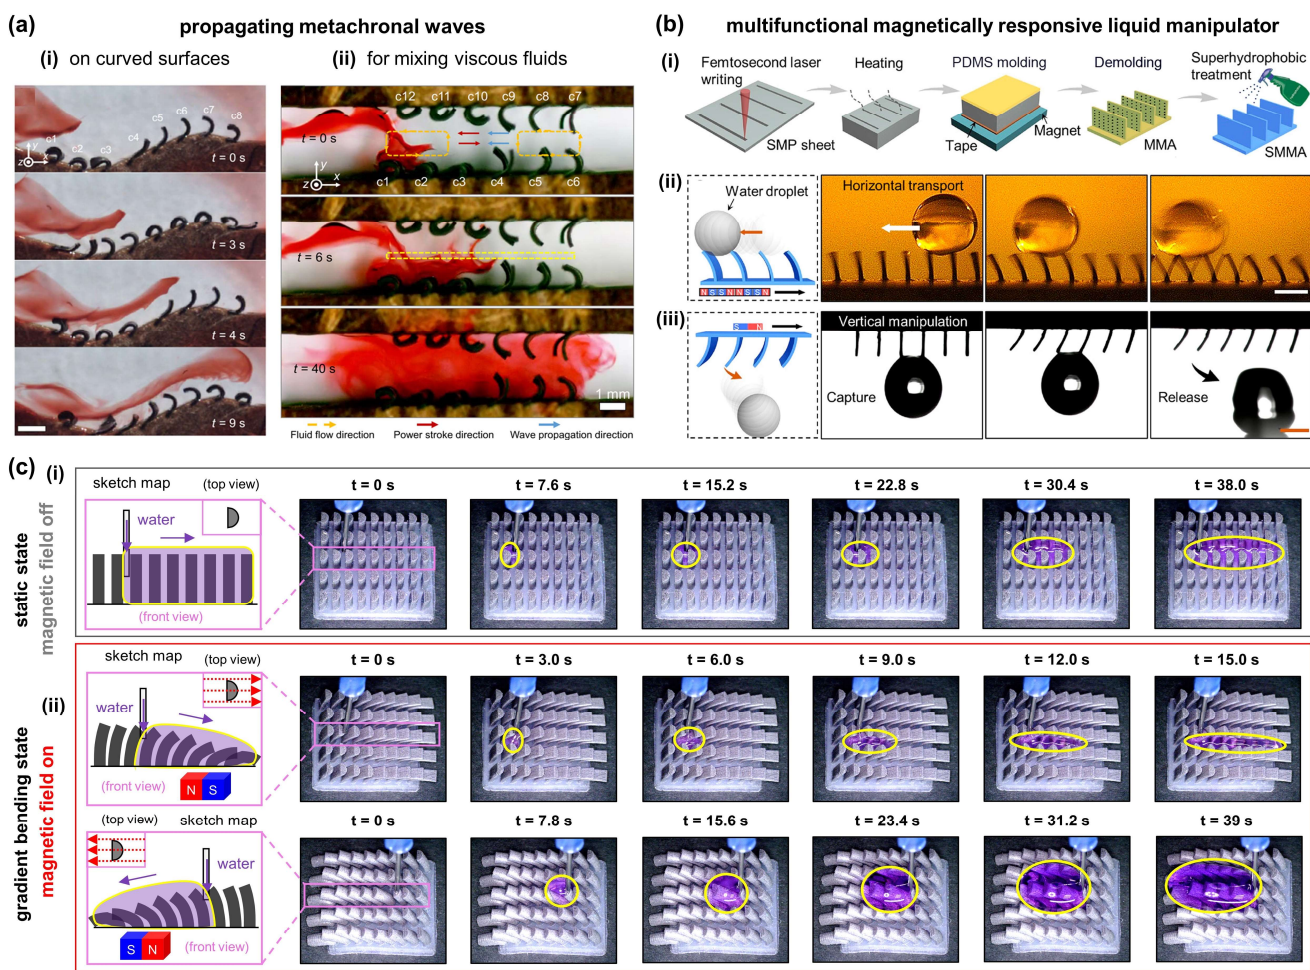 (a) propagating metachronal waves
(i) on curved surfaces
c1 c2 c3 c4 c5 c6 c7 c8
y x z
t = 0 s
t = 3 s
t = 4 s
t = 9 s
(ii) for mixing viscous fluids
c12 c11 c10 c9 c8 c7
t = 0 s
y x z
c1 c2 c3 c4 c5 c6
t = 6 s
t = 40 s
1 mm
Fluid flow direction Power stroke direction Wave propagation direction
(b) multifunctional magnetically responsive liquid manipulator
(i)
Femtosecond laser
writing
SMP sheet
Heating
PDMS molding
Tape
Magnet
Demolding
MMA
Superhydrophobic
treatment
SMMA
(ii)
Water droplet
N S S N N S S N
Horizontal transport
(iii)
S N
Vertical manipulation
Capture
Release
(c)
static state
magnetic field off
(i)
sketch map (top view)
water
(front view)
t = 0 s t = 7.6 s t = 15.2 s t = 22.8 s t = 30.4 s t = 38.0 s
gradient bending state
magnetic field on
(ii)
sketch map (top view)
water
(front view)
N S
t = 0 s t = 3.0 s t = 6.0 s t = 9.0 s t = 12.0 s t = 15.0 s
(top view) sketch map
water
S N
(front view)
t = 0 s t = 7.8 s t = 15.6 s t = 23.4 s t = 31.2 s t = 39 s